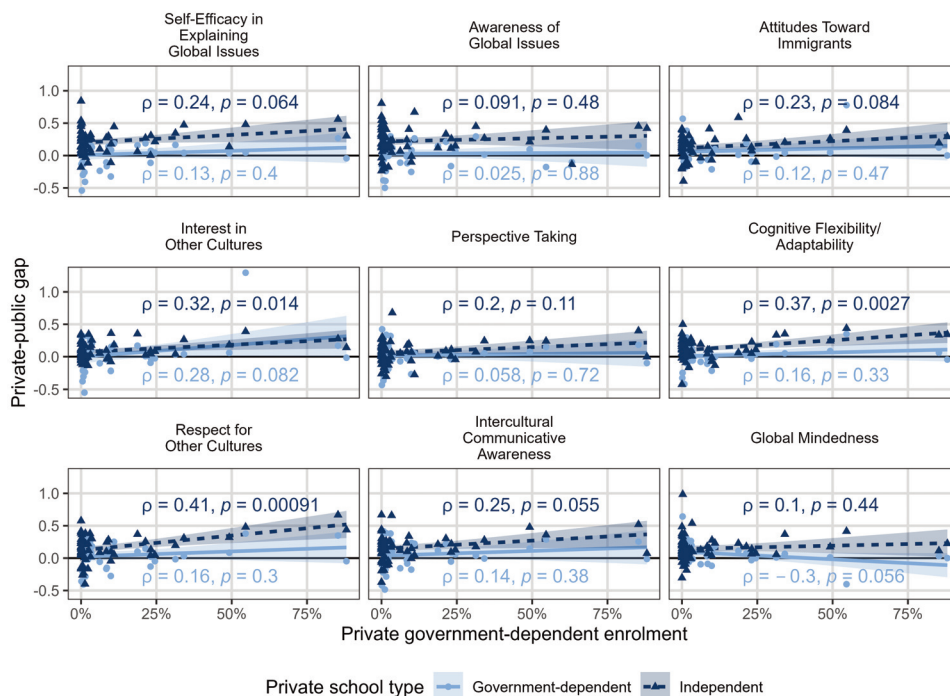 Self-Efficacy in
Explaining
Global Issues
Awareness of
Global Issues
Attitudes Toward
Immigrants
1.0
0.5
0.0
-0.5
ρ = 0.24, p = 0.064
ρ = 0.13, p = 0.4
ρ = 0.091, p = 0.48
ρ = 0.025, p = 0.88
ρ = 0.23, p = 0.084
ρ = 0.12, p = 0.47
Interest in
Other Cultures
Perspective Taking
Cognitive Flexibility/
Adaptability
Private-public gap
1.0
0.5
0.0
-0.5
ρ = 0.32, p = 0.014
ρ = 0.28, p = 0.082
ρ = 0.2, p = 0.11
ρ = 0.058, p = 0.72
ρ = 0.37, p = 0.0027
ρ = 0.16, p = 0.33
Respect for
Other Cultures
Intercultural
Communicative
Awareness
Global Mindedness
1.0
0.5
0.0
-0.5
ρ = 0.41, p = 0.00091
ρ = 0.16, p = 0.3
ρ = 0.25, p = 0.055
ρ = 0.14, p = 0.38
ρ = 0.1, p = 0.44
ρ = −0.3, p = 0.056
0% 25% 50% 75% 0% 25% 50% 75% 0% 25% 50% 75%
Private government-dependent enrolment
Private school type Government-dependent Independent